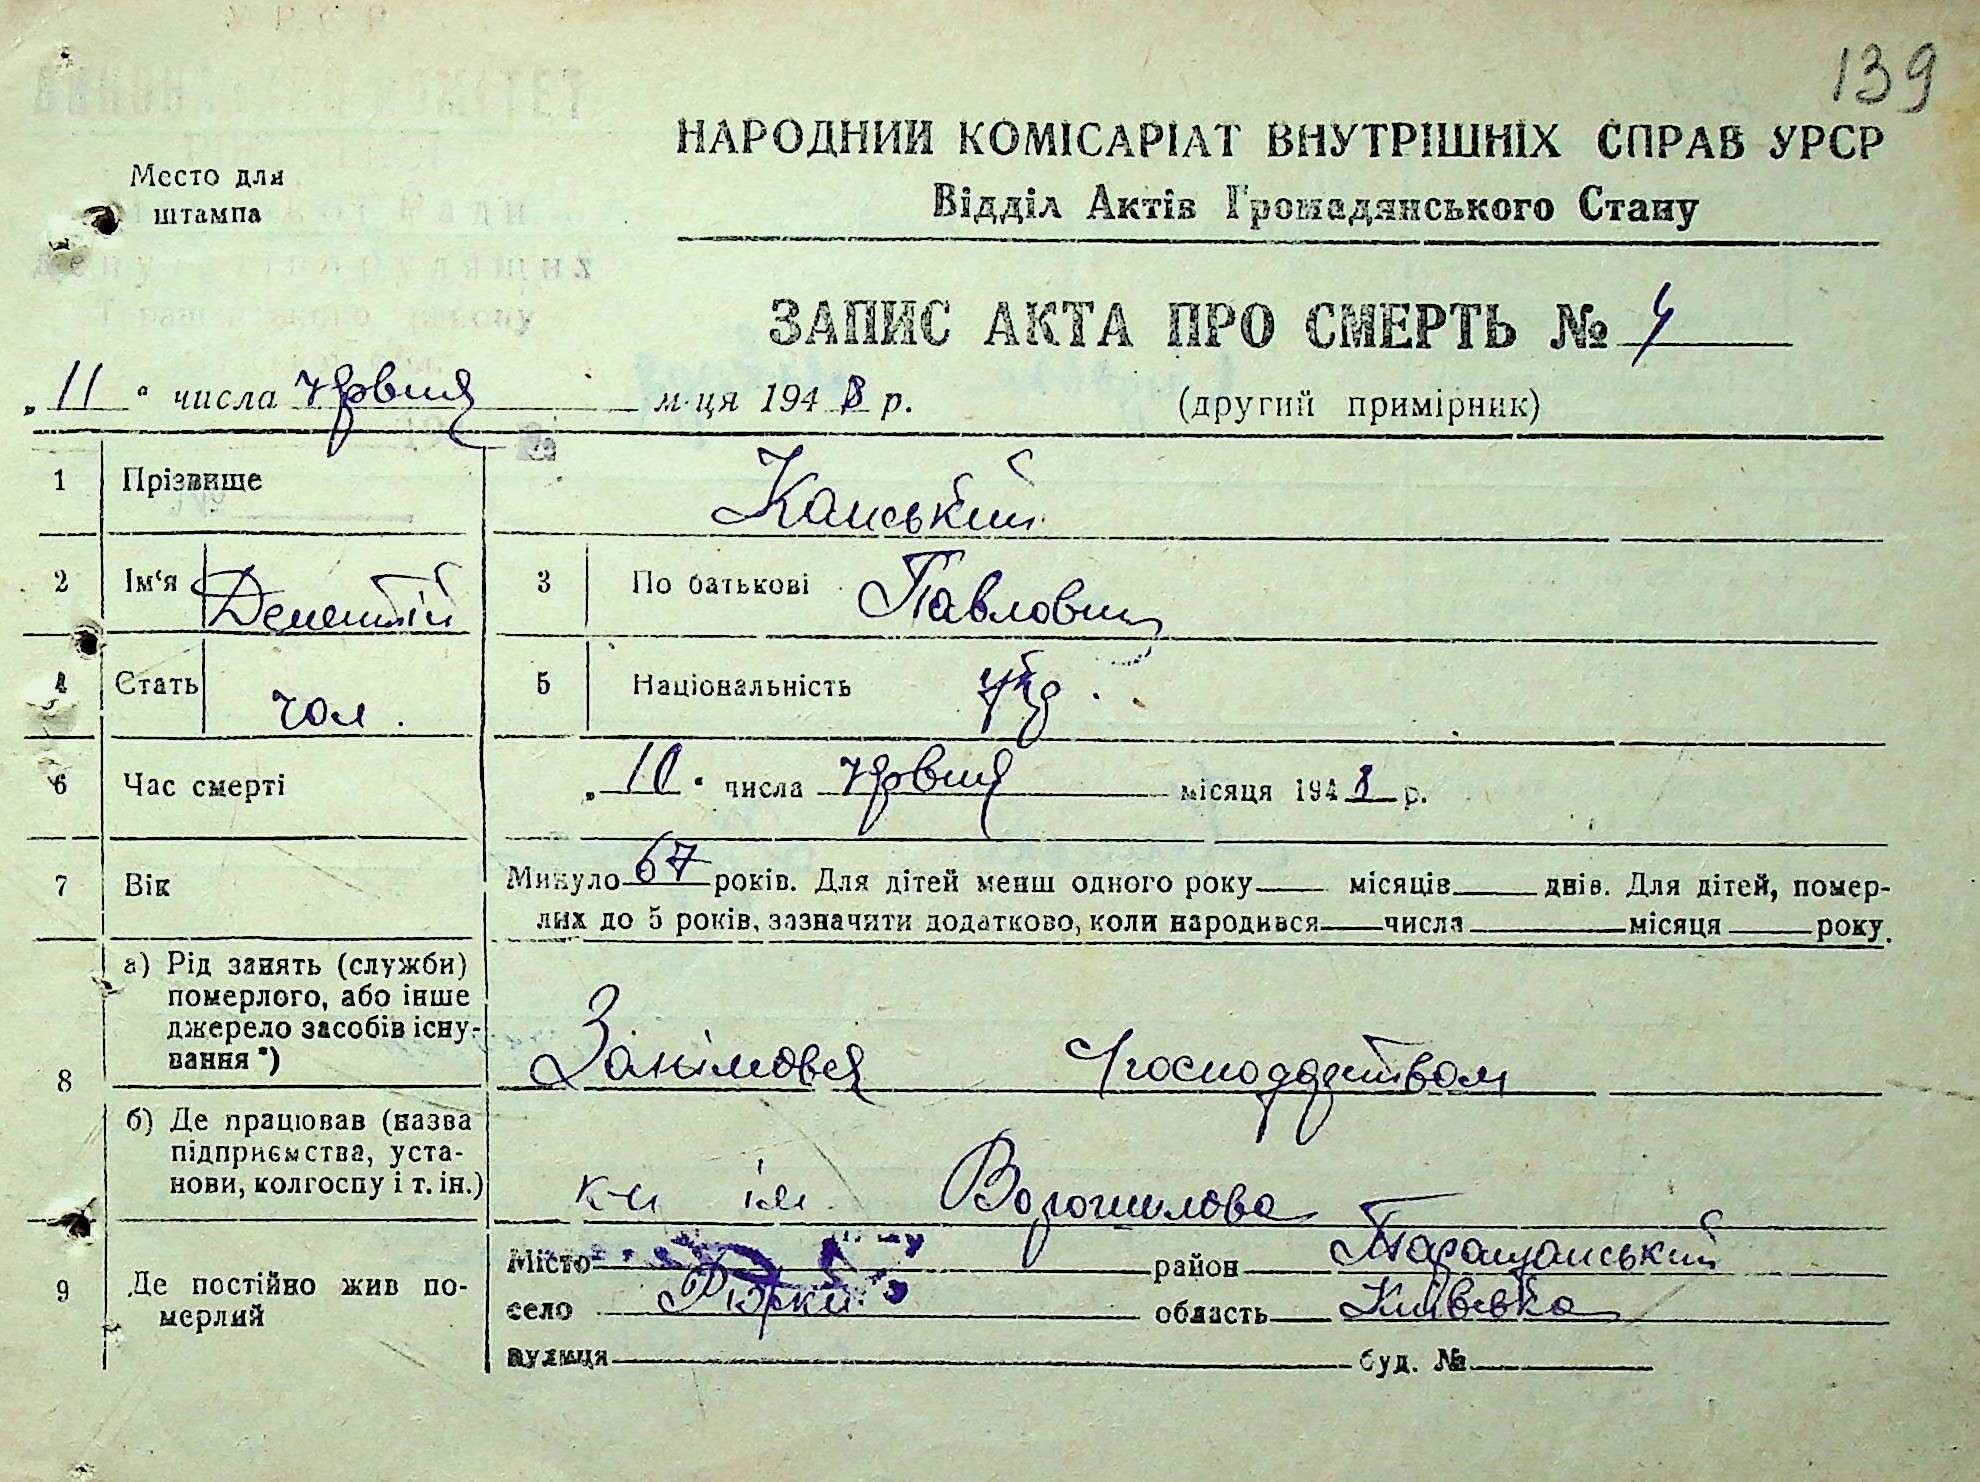 139
НАРОДНИЙ КОМІСАРІАТ ВНУТРІШНІХ СПРАВ УРСР
Место для
штампа
Відділ Актів Громадянського Стану
ЗАПИС АКТА ПРО СМЕРТЬ № 4
„11“ числа червня м-ця 1948 р. (другий примірник)
1 Прізвище Канський
2 Ім'я Дементій 3 По батькові Павлович
4 Стать чол. 5 Національність укр.
6 Час смерті „10“ числа червня місяця 1948 р.
7 Вік Минуло 67 років. Для дітей менш одного року місяців днів. Для дітей, помер-
лих до 5 років, зазначити додатково, коли народився числа місяця року.
8 а) Рід занять (служби)
померлого, або інше
джерело засобів існу-
вання *) Занімався господарством
б) Де працював (назва
підприємства, уста-
нови, колгоспу і т. ін.) к-п ім. Ворошилова
9 Де постійно жив по-
мерлий
Місто район Таращанський
село область Київська
вулиця буд. №